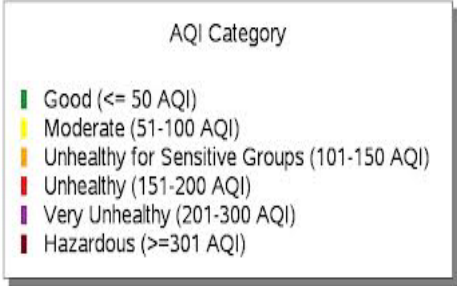 AQI Category
Good (<= 50 AQI)
Moderate (51-100 AQI)
Unhealthy for Sensitive Groups (101-150 AQI)
Unhealthy (151-200 AQI)
Very Unhealthy (201-300 AQI)
Hazardous (>=301 AQI)